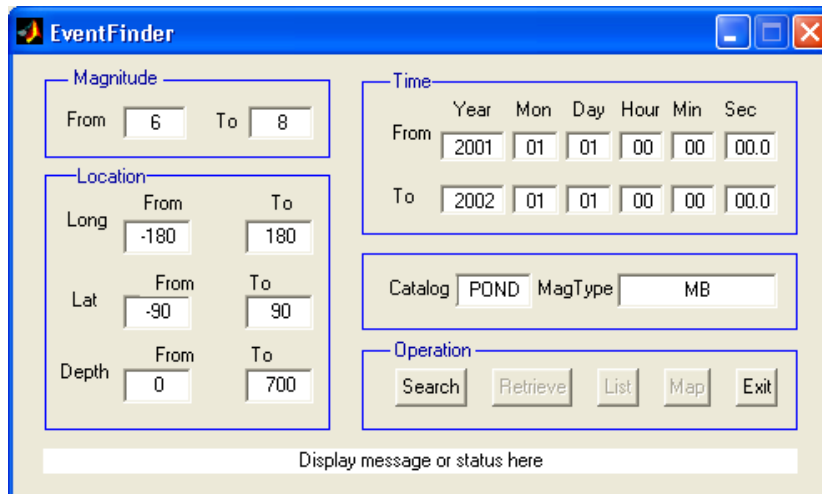 EventFinder
Magnitude
From 6 To 8
Location
From To
Long -180 180
From To
Lat -90 90
From To
Depth 0 700
Time
Year Mon Day Hour Min Sec
From 2001 01 01 00 00 00.0
To 2002 01 01 00 00 00.0
Catalog POND MagType MB
Operation
Search Retrieve List Map Exit
Display message or status here